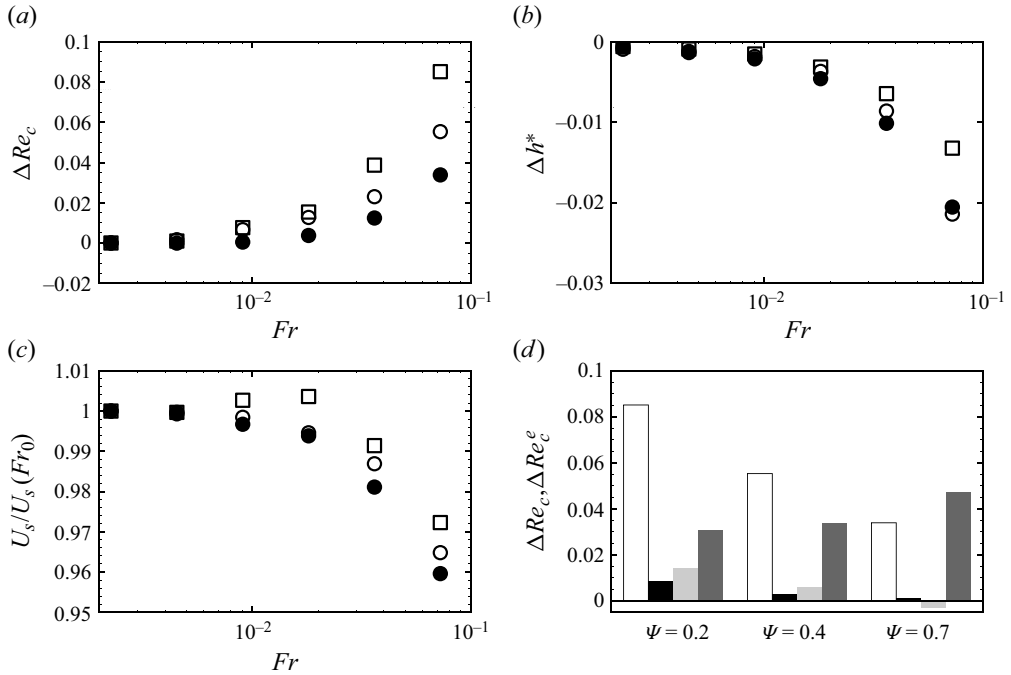 (a)
0.1
0.08
0.06
0.04
0.02
0
–0.02
ΔRe_c
10⁻²
10⁻¹
Fr
(b)
0
–0.01
–0.02
–0.03
Δh*
10⁻²
10⁻¹
Fr
(c)
1.01
1
0.99
0.98
0.97
0.96
0.95
U_s/U_s (Fr_0)
10⁻²
10⁻¹
Fr
(d)
0.1
0.08
0.06
0.04
0.02
0
ΔRe_c, ΔRe_c^e
Ψ = 0.2
Ψ = 0.4
Ψ = 0.7